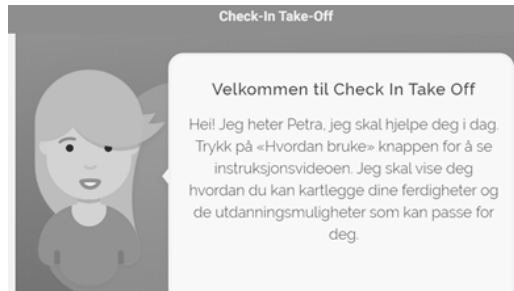 Check-In Take-Off
Velkommen til Check In Take Off
Hei! Jeg heter Petra, jeg skal hjelpe deg i dag.
Trykk på «Hvordan bruke» knappen for å se
instruksjonsvideoen. Jeg skal vise deg
hvordan du kan kartlegge dine ferdigheter og
de utdanningsmuligheter som kan passe for
deg.